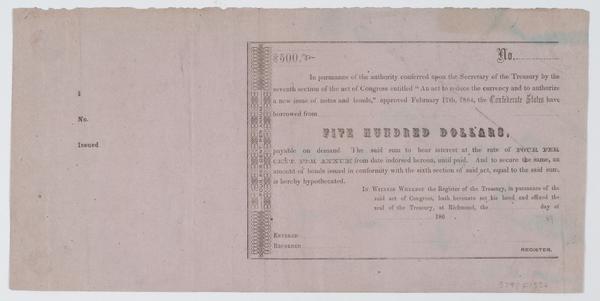 $
No.
Issued
$500.
No.
In pursuance of the authority conferred upon the Secretary of the Treasury by the
seventh section of the act of Congress entitled "An act to reduce the currency and to authorize
a new issue of notes and bonds," approved February 17th, 1864, the Confederate States have
borrowed from
FIVE HUNDRED DOLLARS,
payable on demand. The said sum to bear interest at the rate of FOUR PER
CENT. PER ANNUM from date indorsed hereon, until paid. And to secure the same, an
amount of bonds issued in conformity with the sixth section of said act, equal to the said sum,
is hereby hypothecated.
In Witness Whereof the Register of the Treasury, in pursuance of the
said act of Congress, hath hereunto set his hand and affixed the
seal of the Treasury, at Richmond, the day of
186
Entered
Recorded
REGISTER.